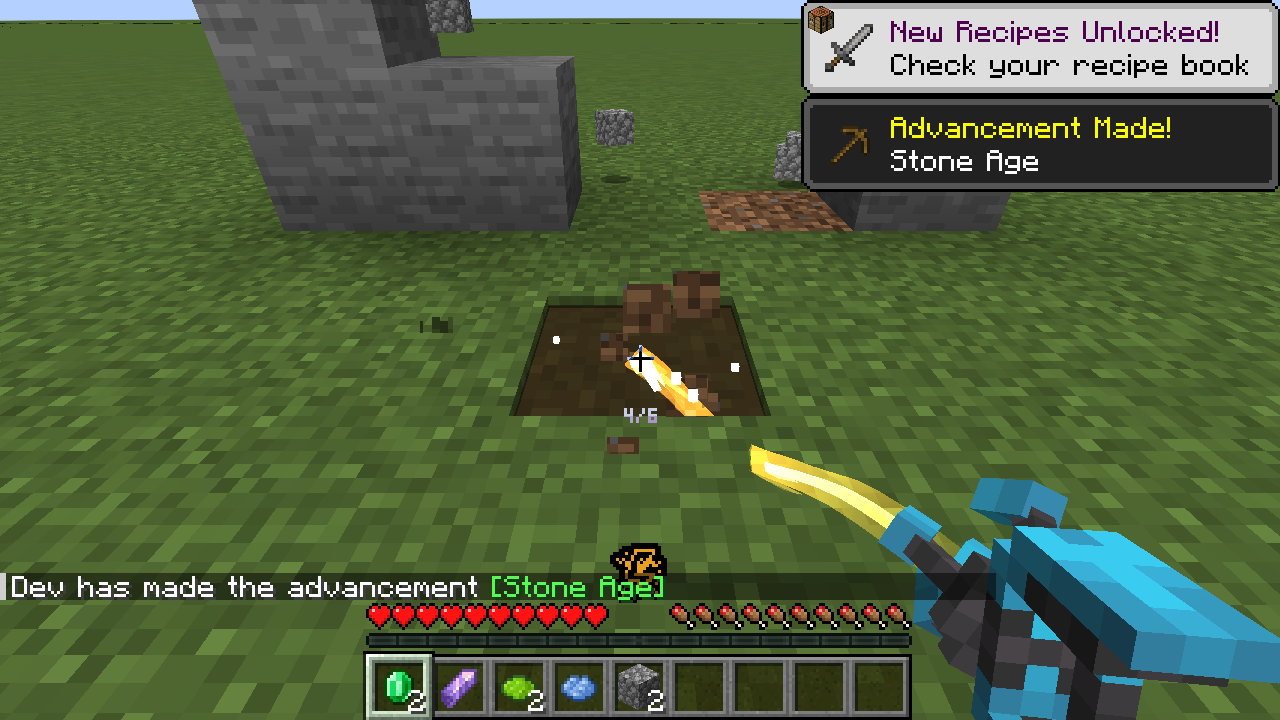 New Recipes Unlocked!
Check your recipe book
Advancement Made!
Stone Age
4/6
Dev has made the advancement [Stone Age]
2
2
2